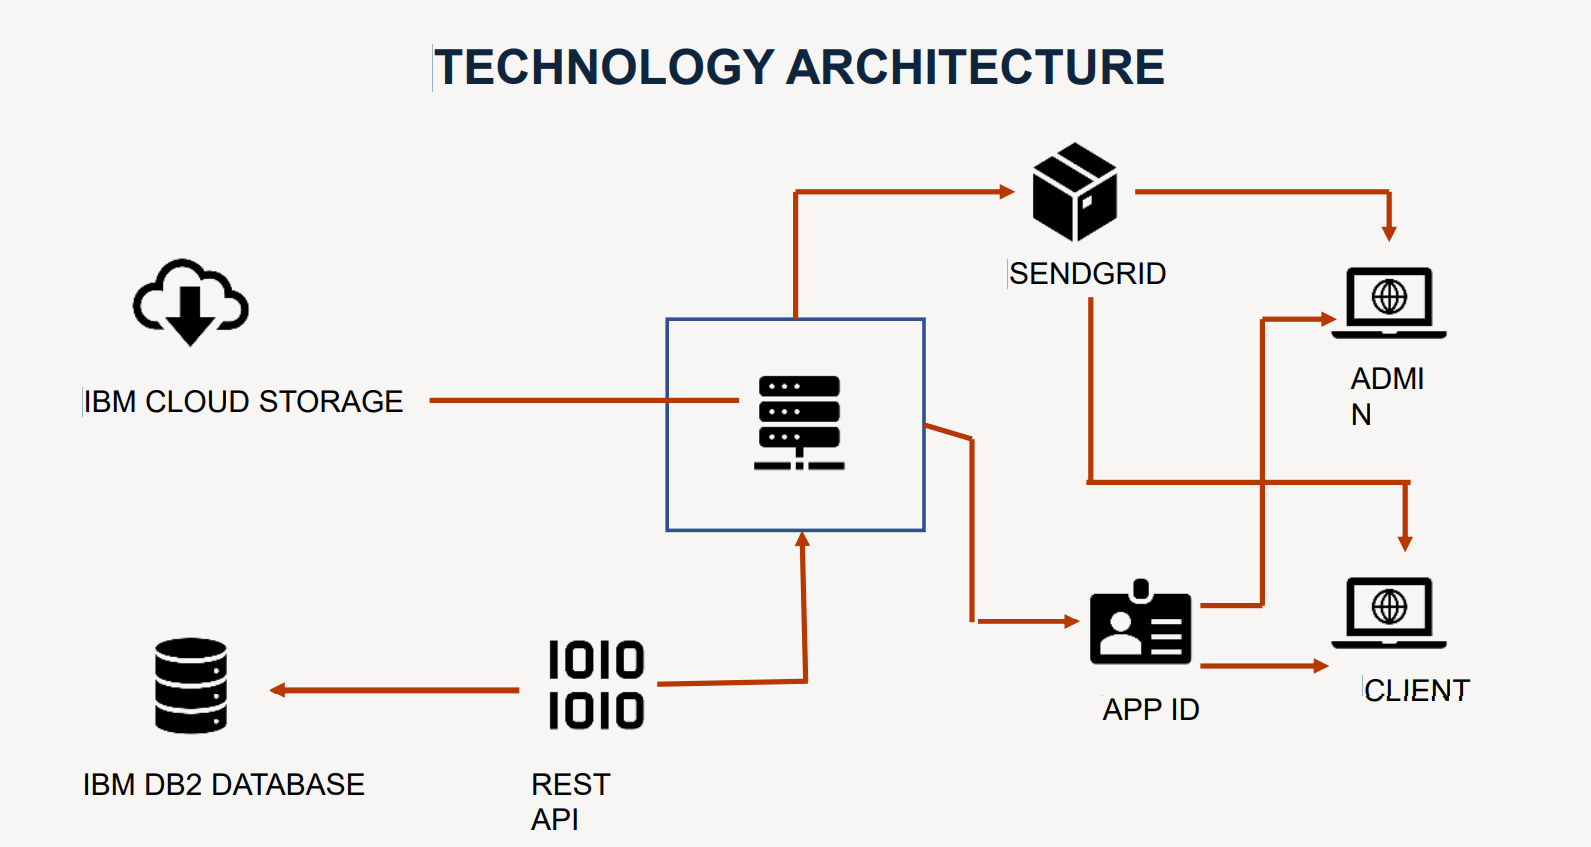 TECHNOLOGY ARCHITECTURE
SENDGRID
IBM CLOUD STORAGE
ADMI
N
1010
1010
APP ID
CLIENT
IBM DB2 DATABASE
REST
API